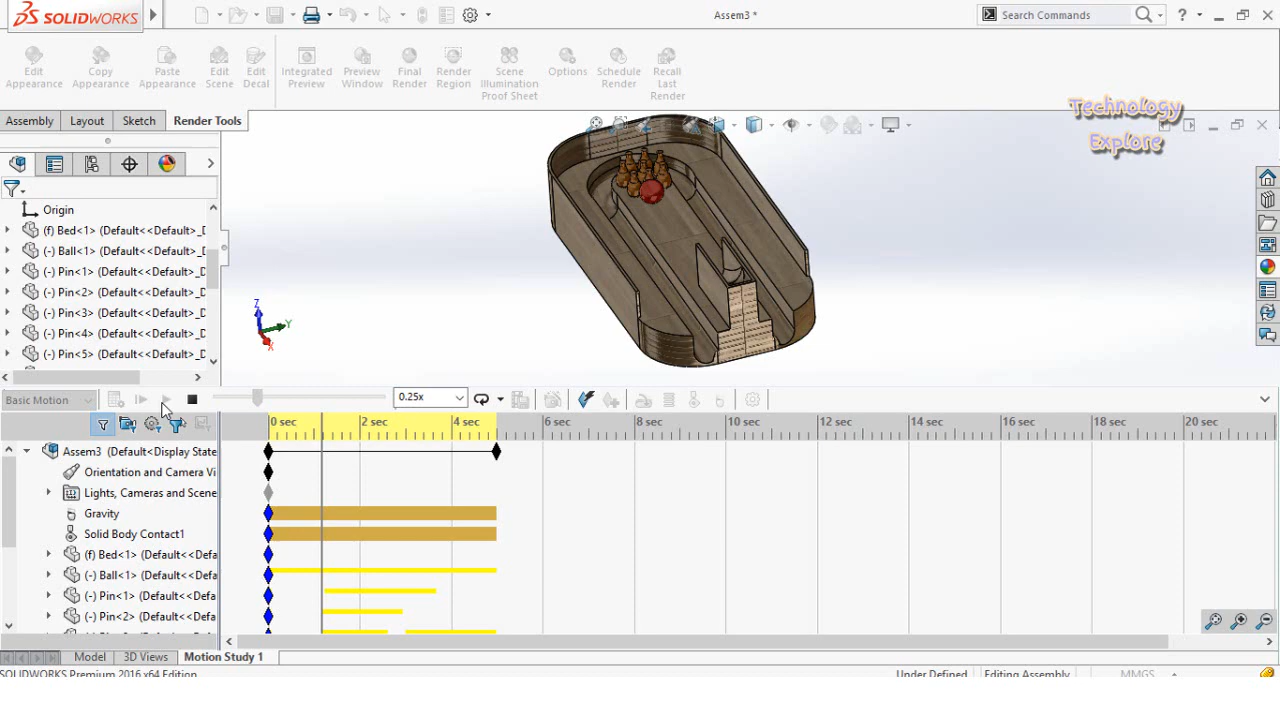 SOLIDWORKS
Assem3 *
Search Commands
?
Edit Appearance
Copy Appearance
Paste Appearance
Edit Scene
Edit Decal
Integrated Preview
Preview Window
Final Render
Render Region
Scene Illumination Proof Sheet
Options
Schedule Render
Recall Last Render
Technology
Explore
Assembly Layout Sketch Render Tools
Origin
(f) Bed<1> (Default<<Default>_D
(-) Ball<1> (Default<<Default>_D
(-) Pin<1> (Default<<Default>_D
(-) Pin<2> (Default<<Default>_D
(-) Pin<3> (Default<<Default>_D
(-) Pin<4> (Default<<Default>_D
(-) Pin<5> (Default<<Default>_D
Z
Y
X
Basic Motion
0.25x
0 sec 2 sec 4 sec 6 sec 8 sec 10 sec 12 sec 14 sec 16 sec 18 sec 20 sec
Assem3 (Default<Display State
Orientation and Camera Vi
Lights, Cameras and Scene
Gravity
Solid Body Contact1
(f) Bed<1> (Default<<Defa
(-) Ball<1> (Default<<Defa
(-) Pin<1> (Default<<Defa
(-) Pin<2> (Default<<Defa
Model 3D Views Motion Study 1
SOLIDWORKS Premium 2016 x64 Edition
Under Defined Editing Assembly MMGS